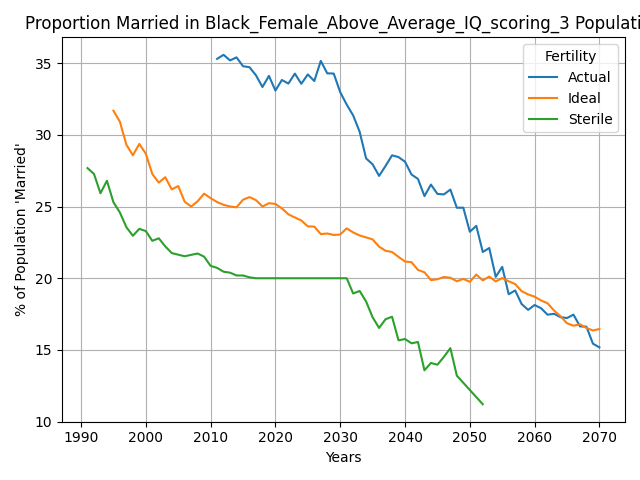 Proportion Married in Black_Female_Above_Average_IQ_scoring_3 Populati
Fertility
Actual
Ideal
Sterile
% of Population 'Married'
35
30
25
20
15
10
1990 2000 2010 2020 2030 2040 2050 2060 2070
Years